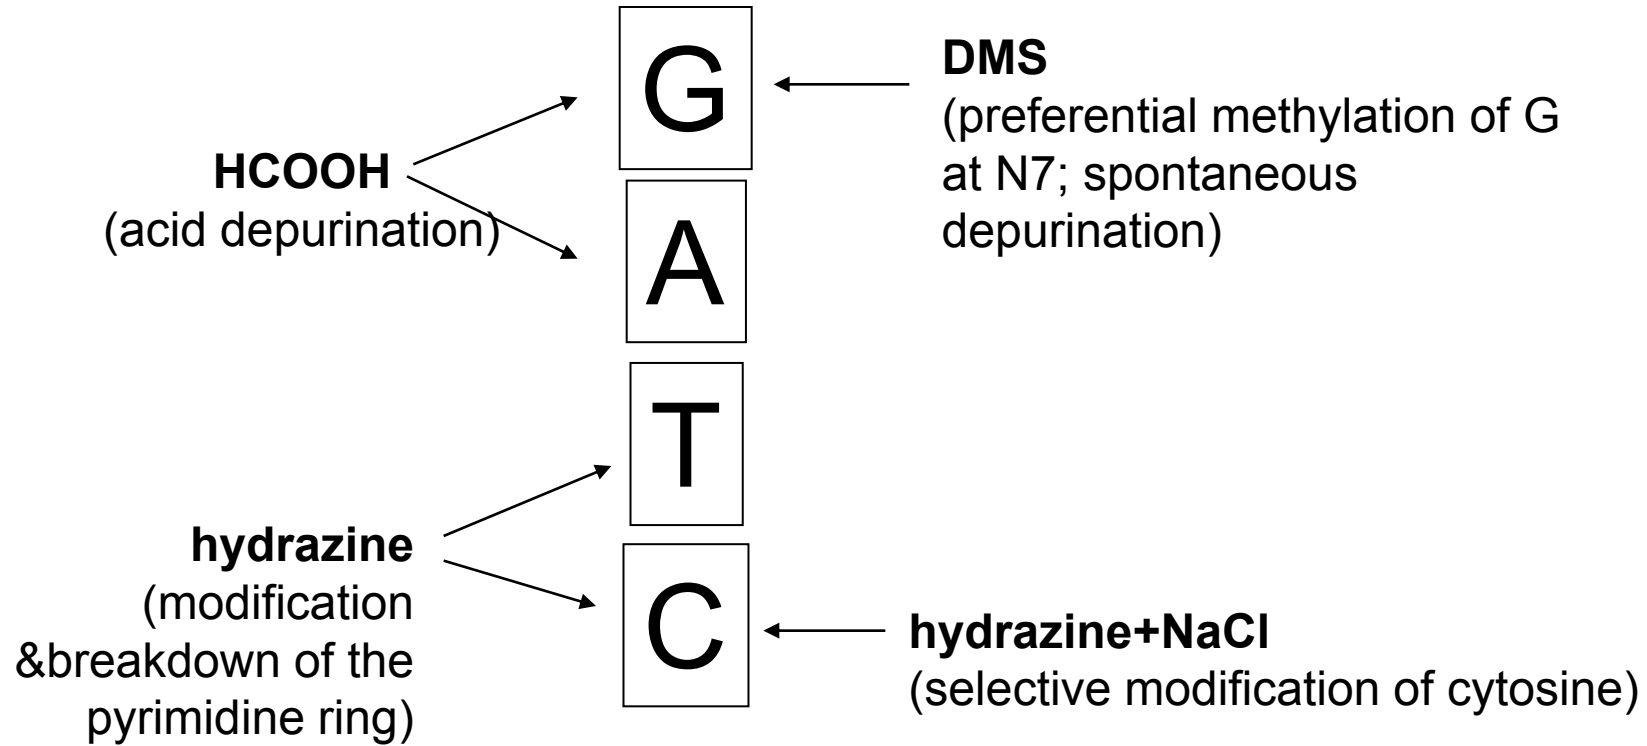 G
DMS
(preferential methylation of G
at N7; spontaneous
depurination)
HCOOH
(acid depurination)
A
T
hydrazine
(modification
&breakdown of the
pyrimidine ring)
C
hydrazine+NaCl
(selective modification of cytosine)